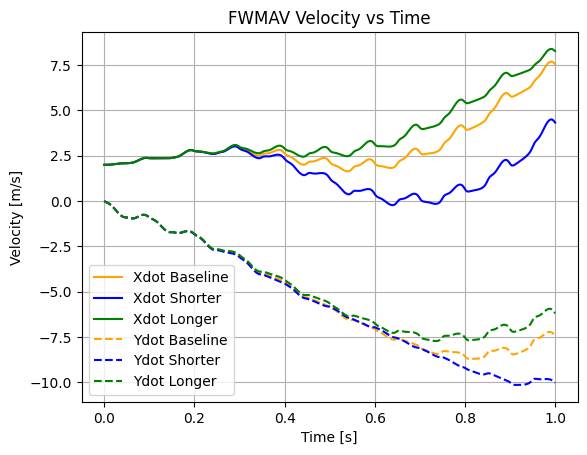 FWMAV Velocity vs Time
Velocity [m/s]
7.5
5.0
2.5
0.0
−2.5
−5.0
−7.5
−10.0
Xdot Baseline
Xdot Shorter
Xdot Longer
Ydot Baseline
Ydot Shorter
Ydot Longer
0.0 0.2 0.4 0.6 0.8 1.0
Time [s]